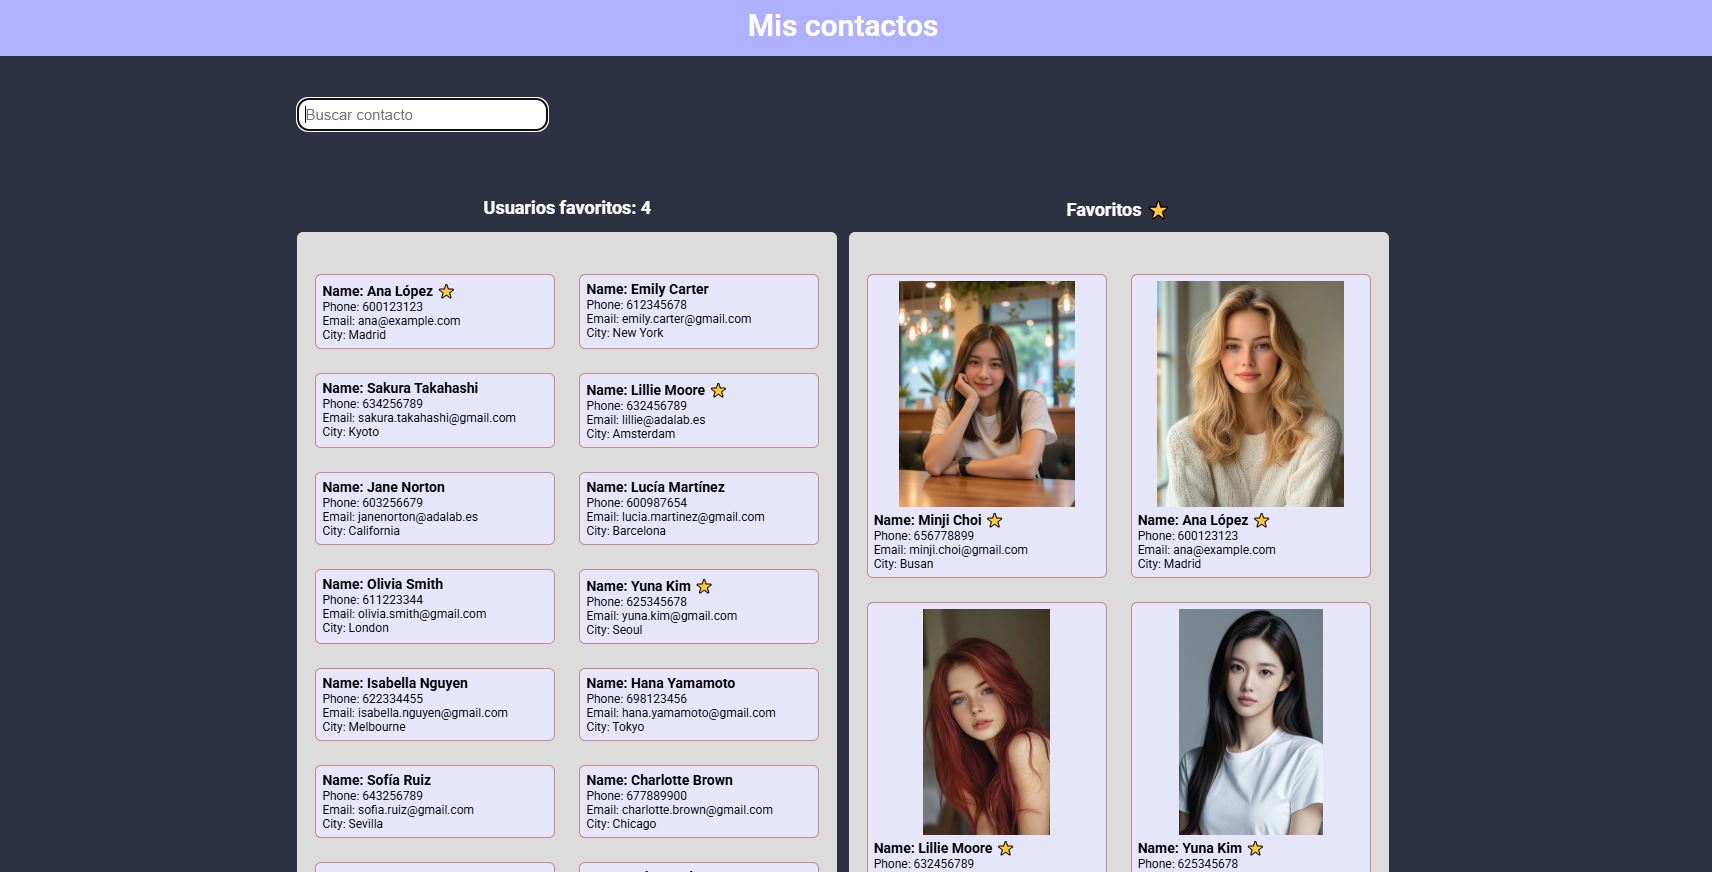 Mis contactos
Buscar contacto
Usuarios favoritos: 4
Name: Ana López
Phone: 600123123
Email: ana@example.com
City: Madrid
Name: Emily Carter
Phone: 612345678
Email: emily.carter@gmail.com
City: New York
Name: Sakura Takahashi
Phone: 634256789
Email: sakura.takahashi@gmail.com
City: Kyoto
Name: Lillie Moore
Phone: 632456789
Email: lillie@adalab.es
City: Amsterdam
Name: Jane Norton
Phone: 603256679
Email: janenorton@adalab.es
City: California
Name: Lucía Martínez
Phone: 600987654
Email: lucia.martinez@gmail.com
City: Barcelona
Name: Olivia Smith
Phone: 611223344
Email: olivia.smith@gmail.com
City: London
Name: Yuna Kim
Phone: 625345678
Email: yuna.kim@gmail.com
City: Seoul
Name: Isabella Nguyen
Phone: 622334455
Email: isabella.nguyen@gmail.com
City: Melbourne
Name: Hana Yamamoto
Phone: 698123456
Email: hana.yamamoto@gmail.com
City: Tokyo
Name: Sofía Ruiz
Phone: 643256789
Email: sofia.ruiz@gmail.com
City: Sevilla
Name: Charlotte Brown
Phone: 677889900
Email: charlotte.brown@gmail.com
City: Chicago
Favoritos
Name: Minji Choi
Phone: 656778899
Email: minji.choi@gmail.com
City: Busan
Name: Ana López
Phone: 600123123
Email: ana@example.com
City: Madrid
Name: Lillie Moore
Phone: 632456789
Name: Yuna Kim
Phone: 625345678